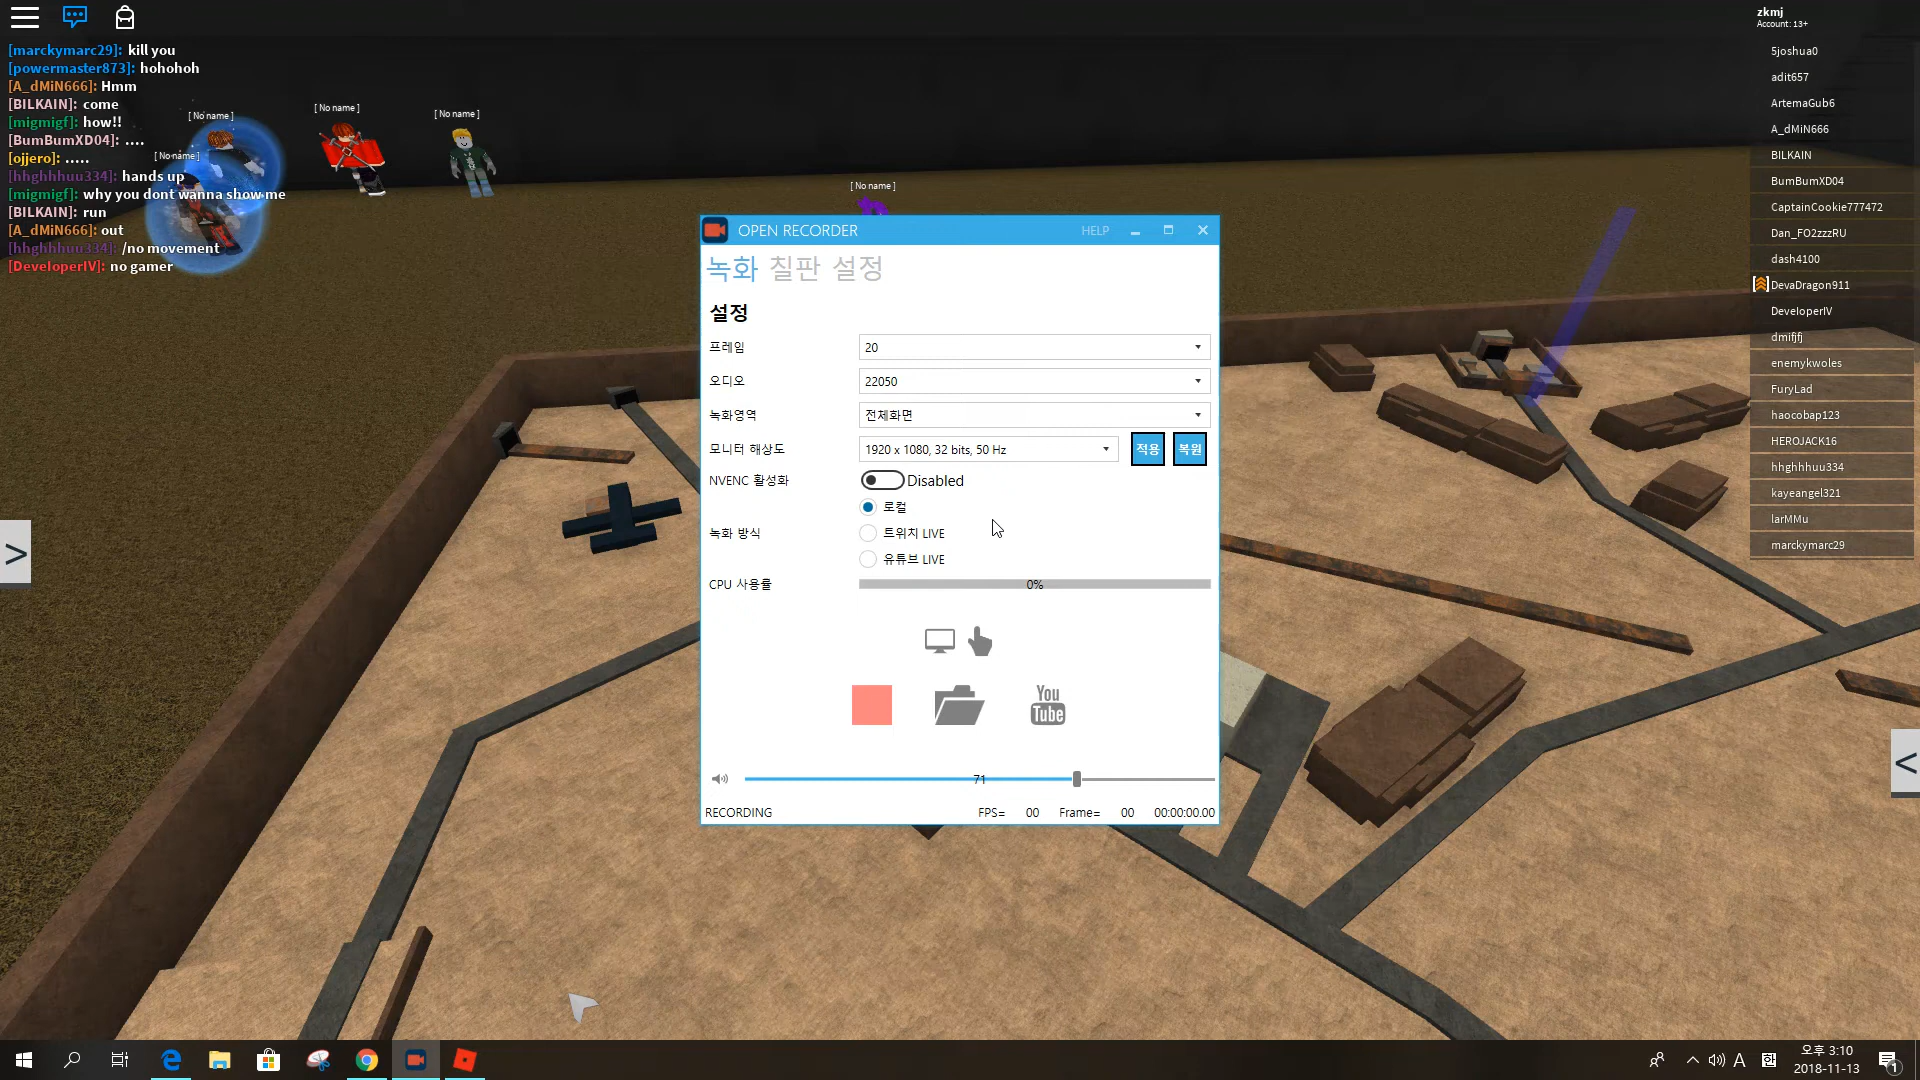 [marckymarc29]: kill you
[powermaster873]: hohohoh
[A_dMiN666]: Hmm
[BILKAIN]: come
[migmigf]: how!!
[BumBumXD04]: ....
[ojjero]: .....
[hhghhhuu334]: hands up
[migmigf]: why you dont wanna show me
[BILKAIN]: run
[A_dMiN666]: out
[hhghhhuu334]: /no movement
[DeveloperIV]: no gamer
[ No name ]
[ No name ]
[ No name ]
[ No name ]
[ No name ]
OPEN RECORDER HELP
녹화 칠판 설정
설정
프레임 20
오디오 22050
녹화영역 전체화면
모니터 해상도 1920 x 1080, 32 bits, 50 Hz 적용 복원
NVENC 활성화 Disabled
로컬
녹화 방식 트위치 LIVE
유튜브 LIVE
CPU 사용률 0%
You
Tube
71
RECORDING FPS= 00 Frame= 00 00:00:00.00
zkmj
Account: 13+
5joshua0
adit657
ArtemaGub6
A_dMiN666
BILKAIN
BumBumXD04
CaptainCookie777472
Dan_FO2zzzRU
dash4100
DevaDragon911
DeveloperIV
dmifjfj
enemykwoles
FuryLad
haocobap123
HEROJACK16
hhghhhuu334
kayeangel321
larMMu
marckymarc29
>
<
A 한 오후 3:10
2018-11-13
1